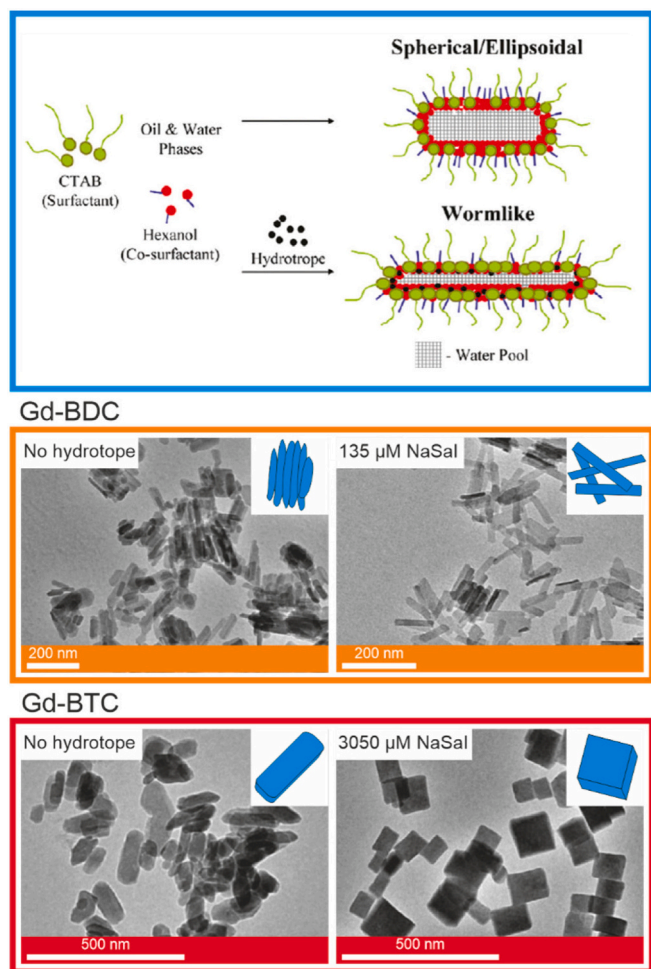 Spherical/Ellipsoidal
Oil & Water
Phases
CTAB
(Surfactant)
Wormlike
Hexanol
(Co-surfactant)
Hydrotrope
- Water Pool
Gd-BDC
No hydrotope
135 µM NaSal
200 nm
200 nm
Gd-BTC
No hydrotope
3050 µM NaSal
500 nm
500 nm